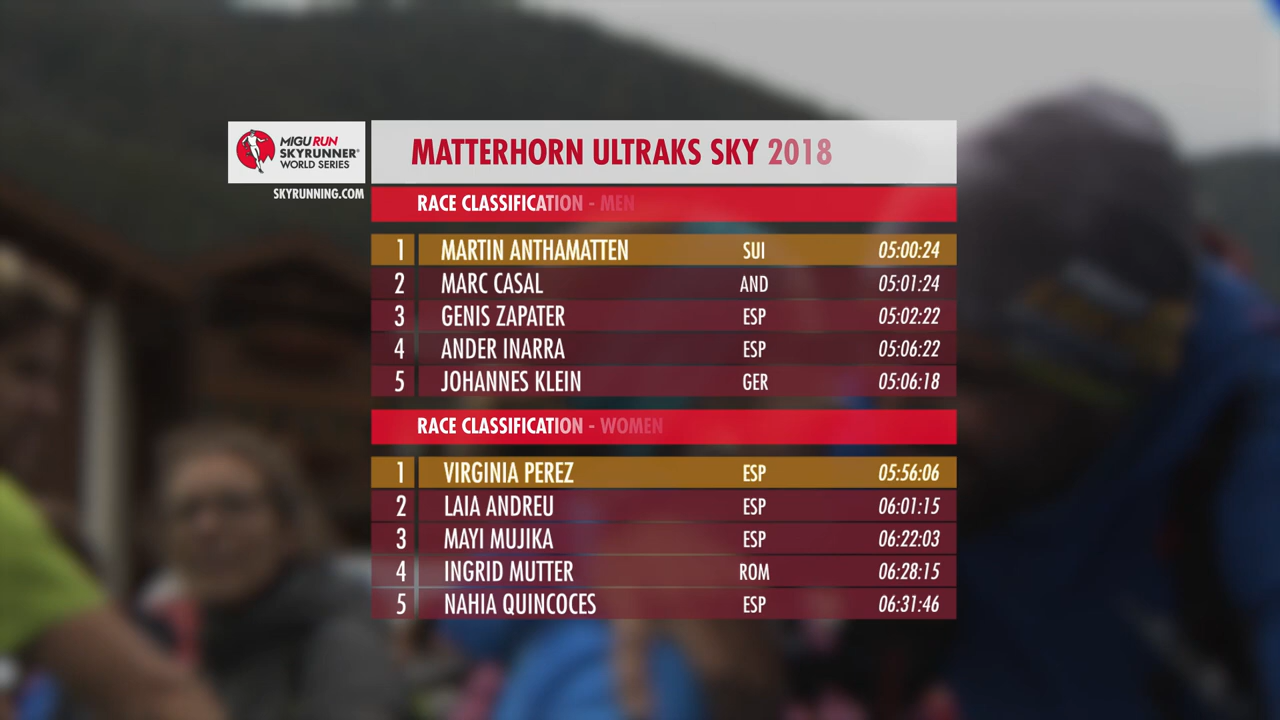 MIGU RUN
SKYRUNNER®
WORLD SERIES
SKYRUNNING.COM
MATTERHORN ULTRAKS SKY 2018
RACE CLASSIFICATION - MEN
1 MARTIN ANTHAMATTEN SUI 05:00:24
2 MARC CASAL AND 05:01:24
3 GENIS ZAPATER ESP 05:02:22
4 ANDER INARRA ESP 05:06:22
5 JOHANNES KLEIN GER 05:06:18
RACE CLASSIFICATION - WOMEN
1 VIRGINIA PEREZ ESP 05:56:06
2 LAIA ANDREU ESP 06:01:15
3 MAYI MUJIKA ESP 06:22:03
4 INGRID MUTTER ROM 06:28:15
5 NAHIA QUINCOCES ESP 06:31:46